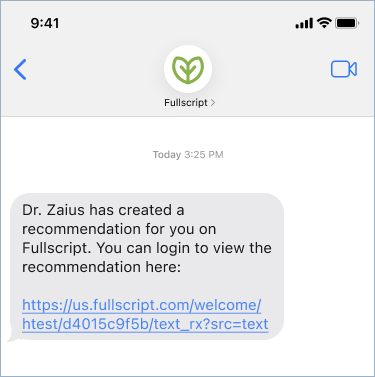 9:41
Fullscript >
Today 3:25 PM
Dr. Zaius has created a
recommendation for you on
Fullscript. You can login to view the
recommendation here:
https://us.fullscript.com/welcome/
htest/d4015c9f5b/text_rx?src=text